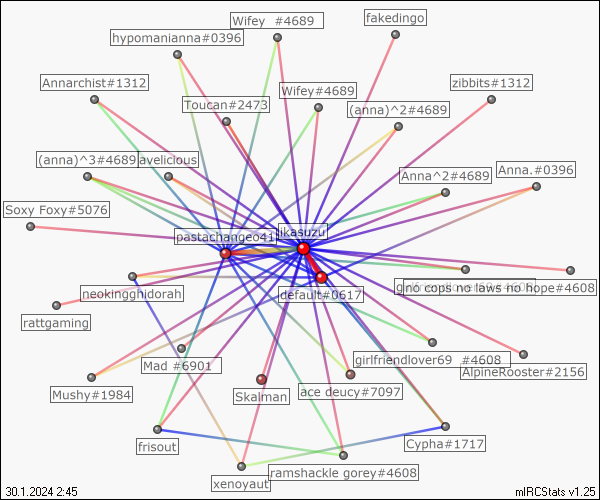 Wifey #4689
fakedingo
hypomanianna#0396
Annarchist#1312
zibbits#1312
Wifey#4689
Toucan#2473
(anna)^2#4689
(anna)^3#4689
avelicious
Anna^2#4689
Anna.#0396
Soxy Foxy#5076
pastachangeo41
ikasuzu
no cops no laws no hope#4608
neokingghidorah
default#0617
rattgaming
girlfriendlover69 #4608
Mad #6901
AlpineRooster#2156
Mushy#1984
Skalman
ace deucy#7097
frisout
Cypha#1717
ramshackle gorey#4608
xenoyaut
30.1.2024 2:45
mIRCStats v1.25